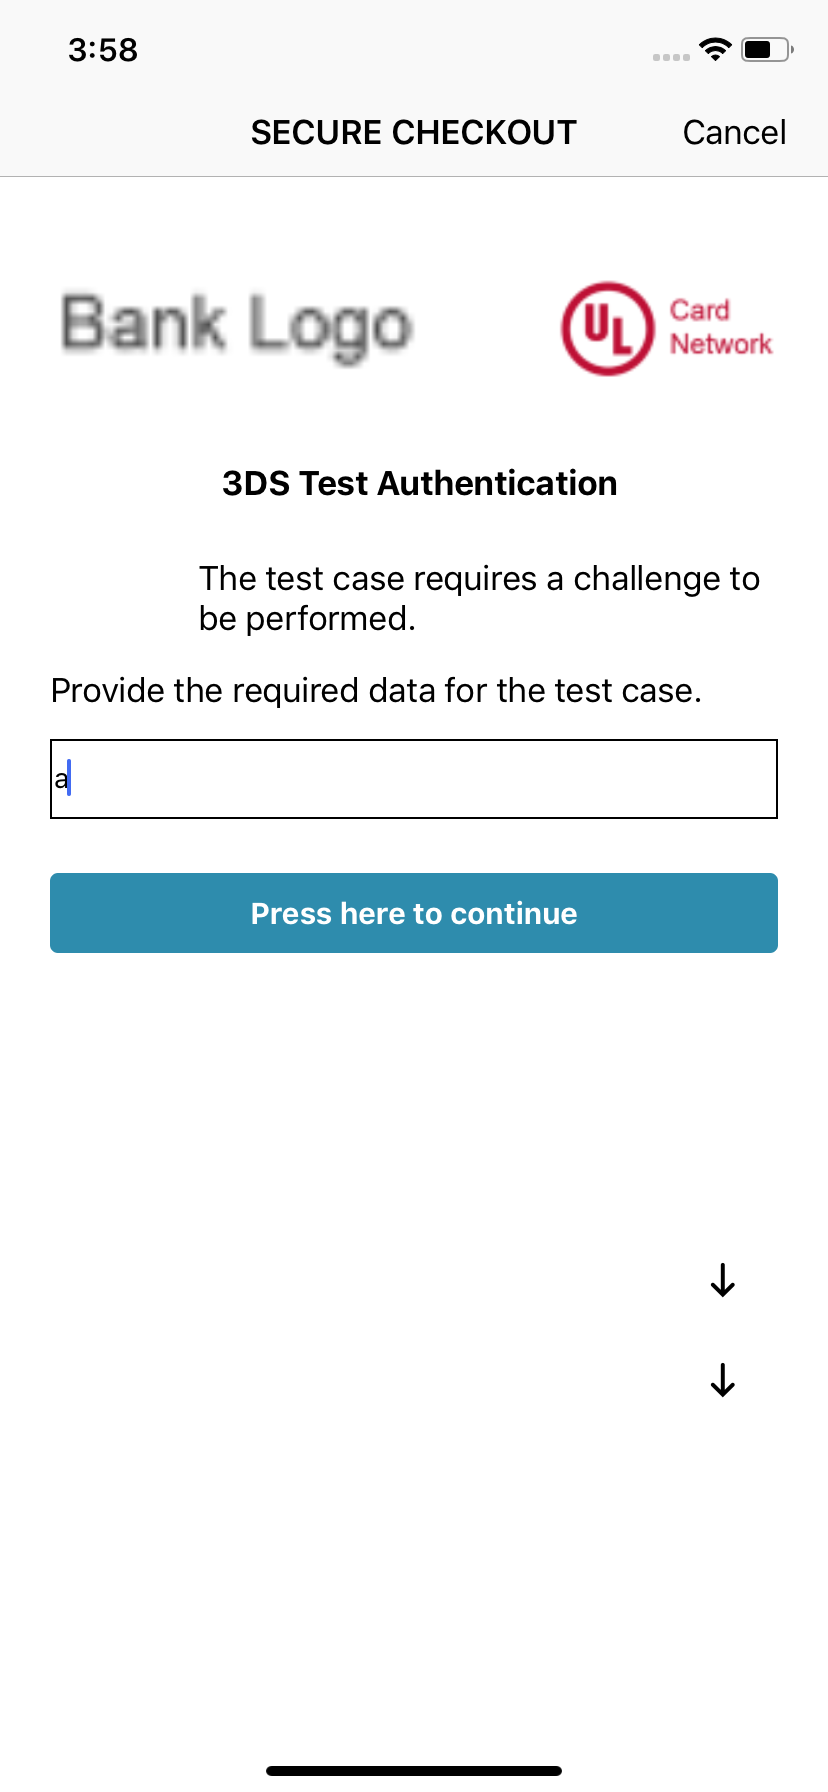 3:58
SECURE CHECKOUT
Cancel
Bank Logo
UL
Card
Network
3DS Test Authentication
The test case requires a challenge to
be performed.
Provide the required data for the test case.
a
Press here to continue